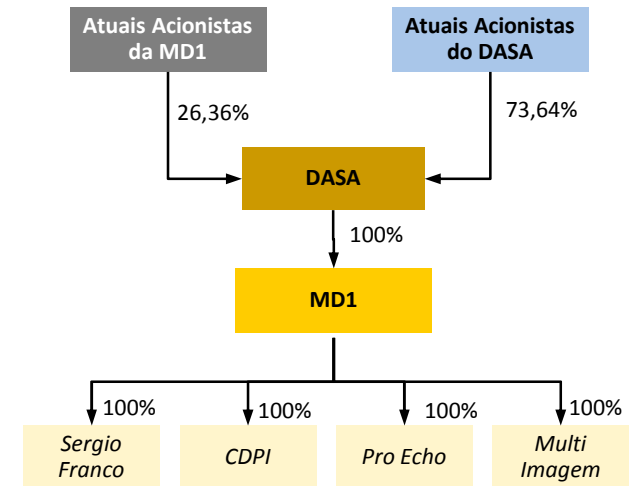 Atuais Acionistas
da MD1
Atuais Acionistas
do DASA
26,36%
73,64%
DASA
100%
MD1
100%
100%
100%
100%
Sergio
Franco
CDPI
Pro Echo
Multi
Imagem